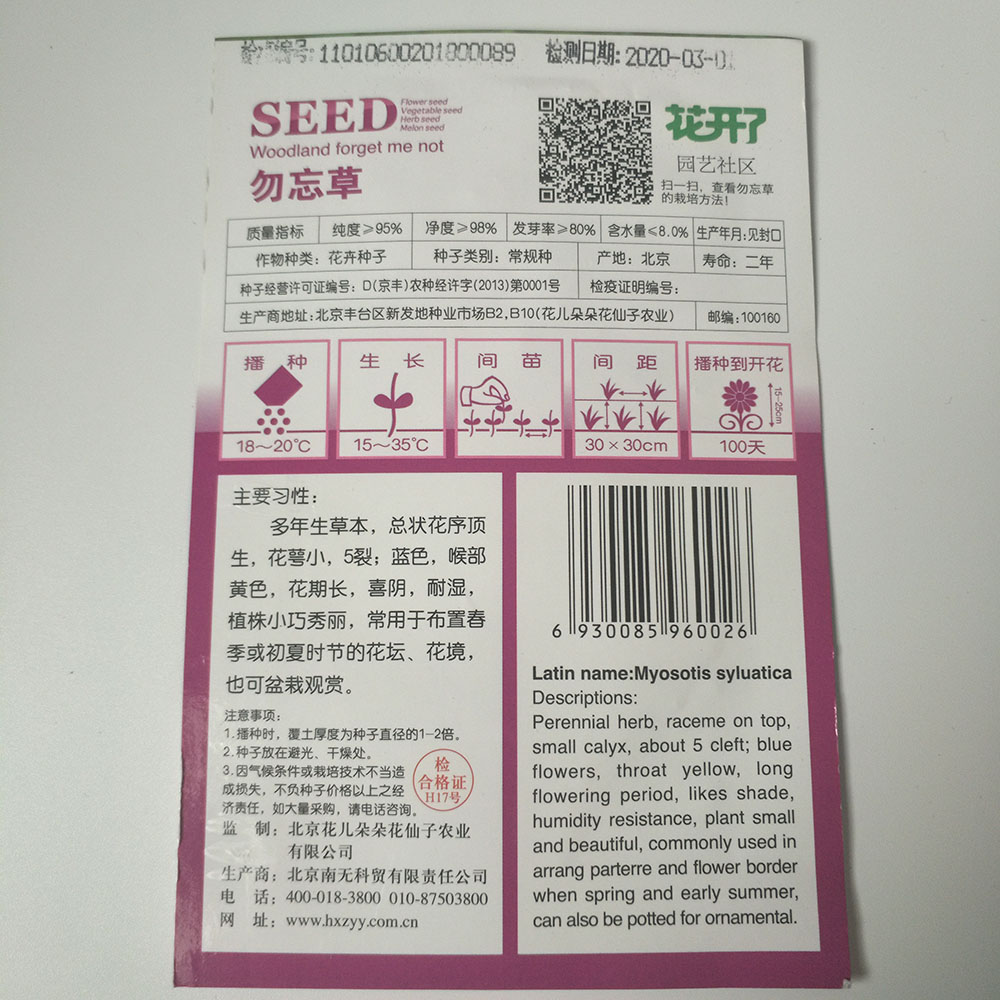 编号: 11010600201800089 检测日期: 2020-03-01
SEED
Flower seed
Vegetable seed
Herb seed
Melon seed
Woodland forget me not
勿忘草
花开了
园艺社区
扫一扫，查看勿忘草
的栽培方法！
质量指标 纯度≥95% 净度≥98% 发芽率≥80% 含水量≤8.0% 生产年月:见封口
作物种类：花卉种子 种子类别：常规种 产地：北京 寿命：二年
种子经营许可证编号：D(京丰)农种经许字(2013)第0001号 检疫证明编号：
生产商地址:北京丰台区新发地种业市场B2,B10(花儿朵朵花仙子农业) 邮编:100160
播种 生长 间苗 间距 播种到开花
15-25cm
18～20℃ 15～35℃ 30×30cm 100天
主要习性：
多年生草本，总状花序顶
生，花萼小，5裂；蓝色，喉部
黄色，花期长，喜阴，耐湿，
植株小巧秀丽，常用于布置春
季或初夏时节的花坛、花境，
也可盆栽观赏。
注意事项：
1.播种时，覆土厚度为种子直径的1-2倍。
2.种子放在避光、干燥处。
3.因气候条件或栽培技术不当造
成损失，不负种子价格以上之经
济责任，如大量采购，请电话咨询。
检
合格证
H17号
监 制：北京花儿朵朵花仙子农业
有限公司
生产商：北京南无科贸有限责任公司
电 话：400-018-3800 010-87503800
网 址：www.hxzyy.com.cn
6 930085 960026
Latin name:Myosotis syluatica
Descriptions:
Perennial herb, raceme on top,
small calyx, about 5 cleft; blue
flowers, throat yellow, long
flowering period, likes shade,
humidity resistance, plant small
and beautiful, commonly used in
arrang parterre and flower border
when spring and early summer,
can also be potted for ornamental.